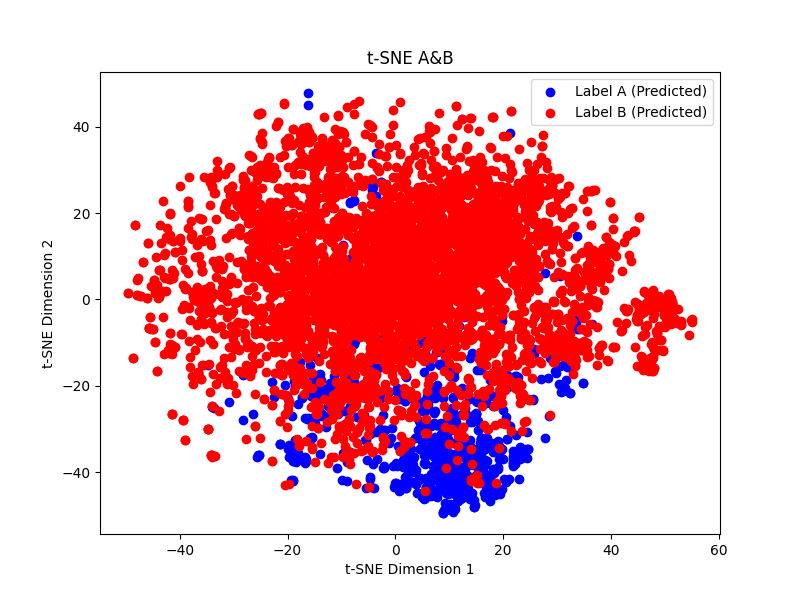 t-SNE A&B
Label A (Predicted)
Label B (Predicted)
t-SNE Dimension 2
40
20
0
−20
−40
−40
−20
0
20
40
60
t-SNE Dimension 1